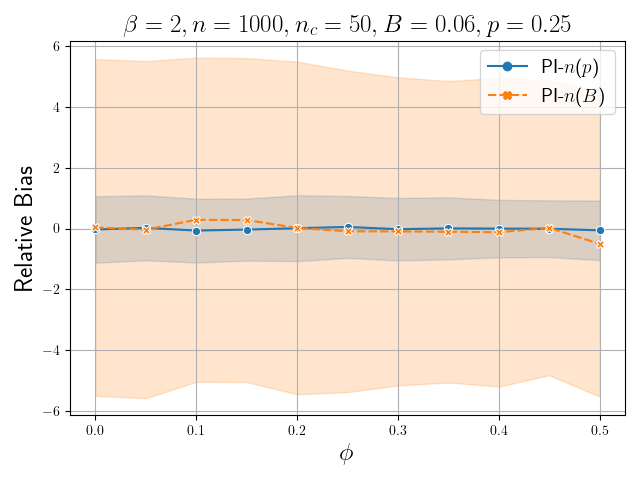 β = 2, n = 1000, n_c = 50, B = 0.06, p = 0.25
6
4
2
0
−2
−4
−6
Relative Bias
PI-n(p)
PI-n(B)
0.0 0.1 0.2 0.3 0.4 0.5
ϕ